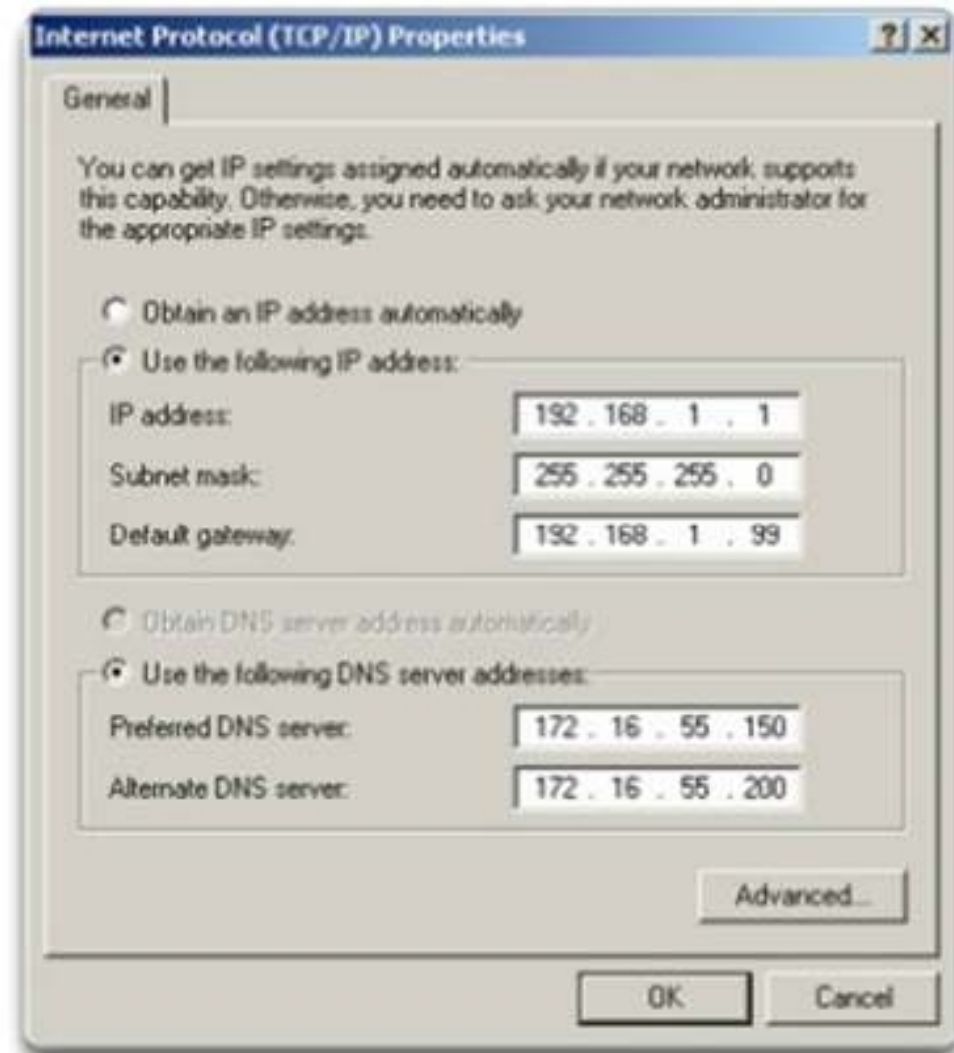 Internet Protocol (TCP/IP) Properties
General
You can get IP settings assigned automatically if your network supports
this capability. Otherwise, you need to ask your network administrator for
the appropriate IP settings.
Obtain an IP address automatically
Use the following IP address:
IP address: 192 . 168 . 1 . 1
Subnet mask: 255 . 255 . 255 . 0
Default gateway: 192 . 168 . 1 . 99
Obtain DNS server address automatically
Use the following DNS server addresses:
Preferred DNS server: 172 . 16 . 55 . 150
Alternate DNS server: 172 . 16 . 55 . 200
Advanced...
OK Cancel